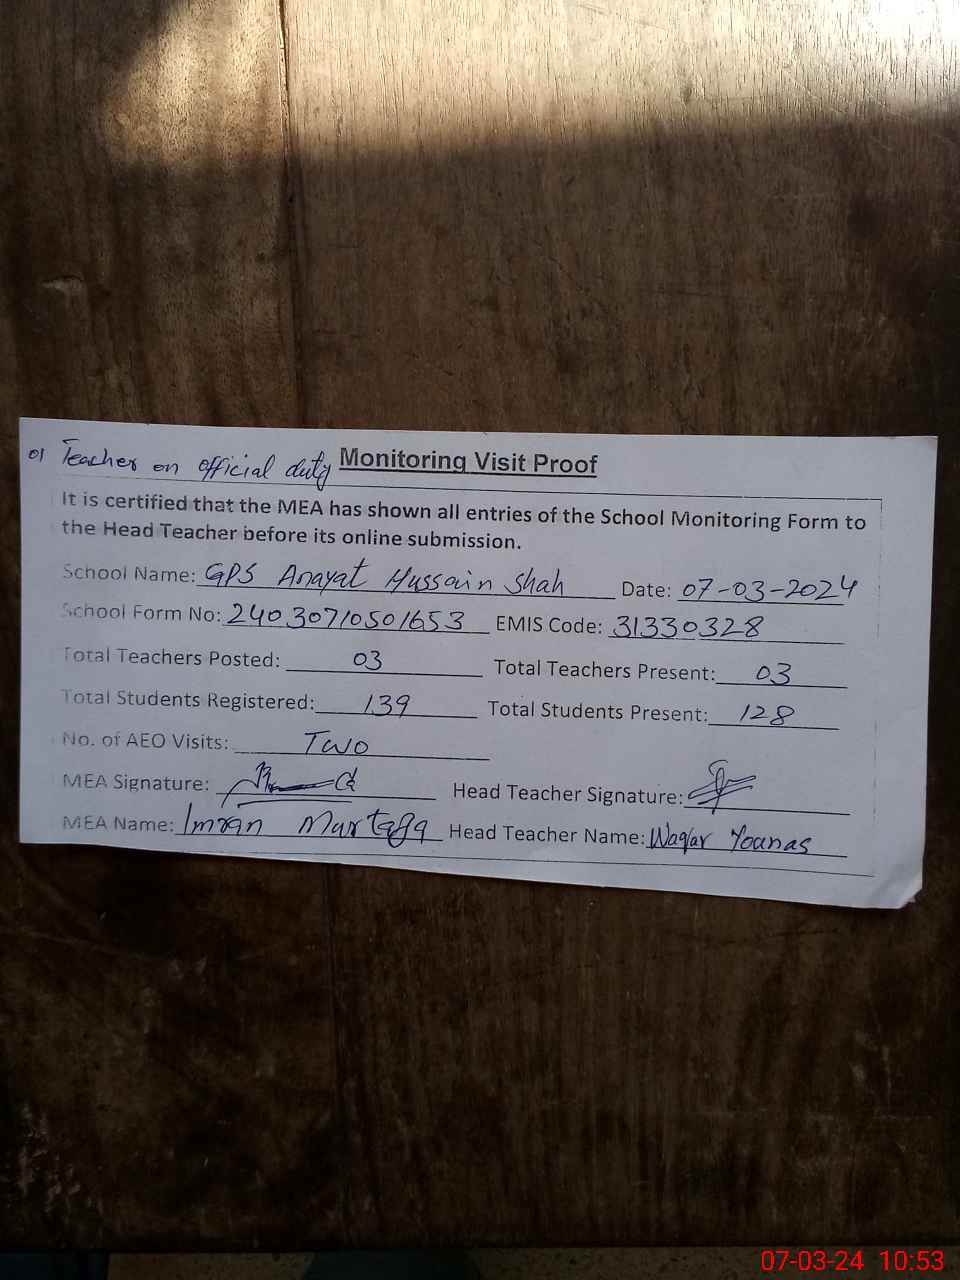 01 Teacher on official duty Monitoring Visit Proof
It is certified that the MEA has shown all entries of the School Monitoring Form to
the Head Teacher before its online submission.
School Name: GPS Anayat Hussain Shah Date: 07-03-2024
School Form No: 24030710501653 EMIS Code: 31330328
Total Teachers Posted: 03 Total Teachers Present: 03
Total Students Registered: 139 Total Students Present: 128
No. of AEO Visits: Two
MEA Signature: Head Teacher Signature:
MEA Name: Imran Murtaza Head Teacher Name: Waqar Younas
07-03-24 10:53